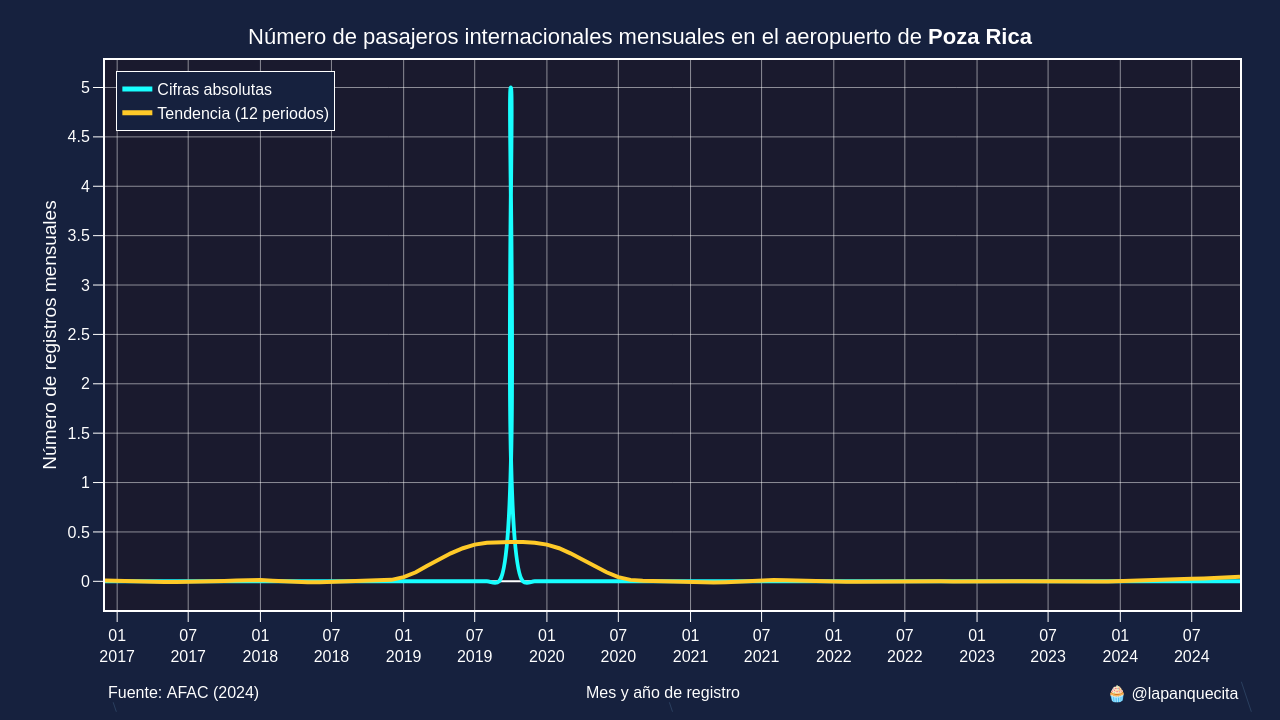 Número de pasajeros internacionales mensuales en el aeropuerto de Poza Rica
Cifras absolutas
Tendencia (12 periodos)
Número de registros mensuales
5
4.5
4
3.5
3
2.5
2
1.5
1
0.5
0
01 07 01 07 01 07 01 07 01 07 01 07 01 07 01 07
2017 2017 2018 2018 2019 2019 2020 2020 2021 2021 2022 2022 2023 2023 2024 2024
Fuente: AFAC (2024)
Mes y año de registro
🧁 @lapanquecita